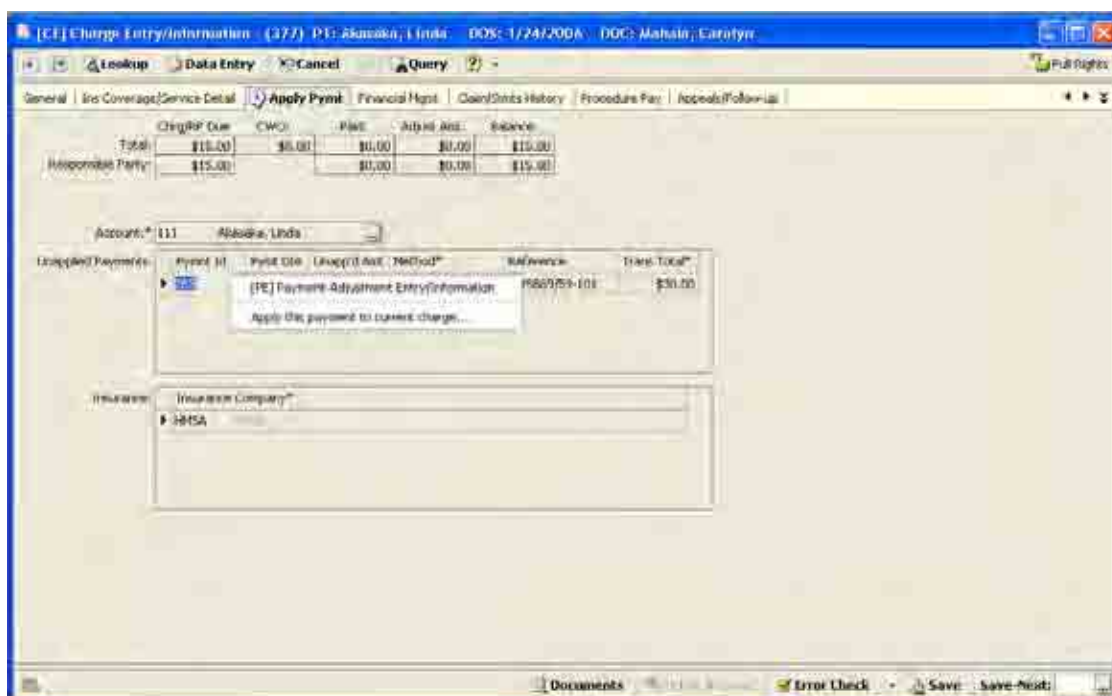 [CE] Charge Entry/Information (377) PT: Akasaka, Linda DOS: 1/24/2006 DOC: Mahain, Carolyn
Lookup Data Entry Cancel Query Full Rights
General Ins Coverage/Service Detail Apply Pymt Financial Mgmt Claim/Stmts History Procedure Pay Appeals/Follow-up
Chrg/RP Due CWO: Paid: Adjust Amt: Balance:
Total: $15.00 $0.00 $0.00 $0.00 $15.00
Responsible Party: $15.00 $0.00 $0.00 $15.00
Account:* 111 Akasaka, Linda
Unapplied Payments: Pymnt Id Pymt Dte Unapp'd Amt Method* Reference Trans Total*
[PE] Payment-Adjustment Entry/Information $30.00
Apply this payment to current charge...
Insurance: Insurance Company*
HMSA
Documents Error Check Save Save-Next: